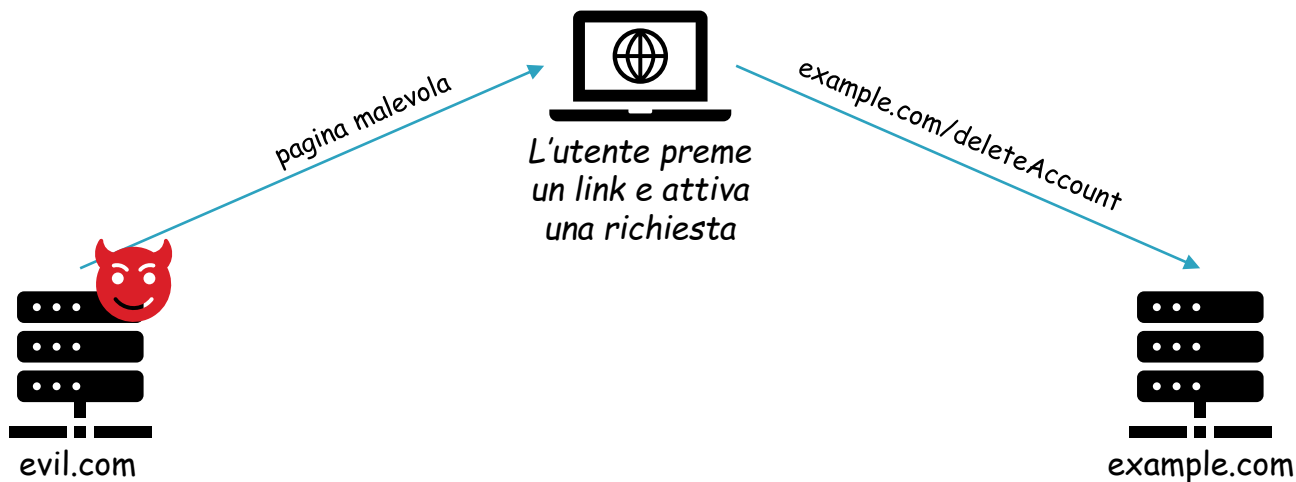 pagina malevola
example.com/deleteAccount
L'utente preme
un link e attiva
una richiesta
evil.com
example.com